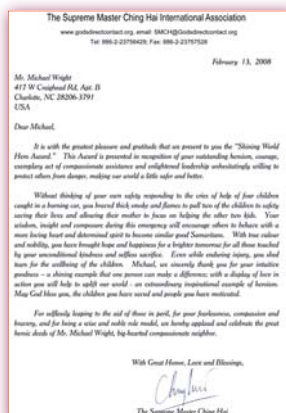 The Supreme Master Ching Hai International Association
www.godsdirectcontact.org, email: SMCH@Godsdirectcontact.org
Tel: 886-2-23758429; Fax: 886-2-23757528
February 13, 2008
Mr. Michael Wright
417 W Craighead Rd, Apt. B
Charlotte, NC 28206-3791
USA
Dear Michael,
It is with the greatest pleasure and gratitude that we present to you the "Shining World
Hero Award." This Award is presented in recognition of your outstanding heroism, courage,
exemplary act of compassionate assistance and enlightened leadership unhesitatingly willing to
protect others from danger, making our world a little safer and better.
Without thinking of your own safety responding to the cries of help of four children
caught in a burning car, you braved thick smoke and flames to pull two of the children to safety
saving their lives and allowing their mother to focus on helping the other two kids. Your
wisdom, insight and composure during this emergency will encourage others to behave with a
more loving heart and determined spirit to become similar good Samaritans. With true valour
and nobility, you have brought hope and happiness for a brighter tomorrow for all those touched
by your unconditional kindness and selfless sacrifice. Even while enduring injury, you shed
tears for the wellbeing of the children. Michael, we sincerely thank you for your intuitive
goodness – a shining example that one person can make a difference; with a display of love in
action you will help to uplift our world - an extraordinary inspirational example of heroism.
May God bless you, the children you have saved and people you have motivated.
For selflessly leaping to the aid of those in peril, for your fearlessness, compassion and
bravery, and for being a wise and noble role model, we hereby applaud and celebrate the great
heroic deeds of Mr. Michael Wright, big hearted compassionate neighbor.
With Great Honor, Love and Blessings,
The Supreme Master Ching Hai